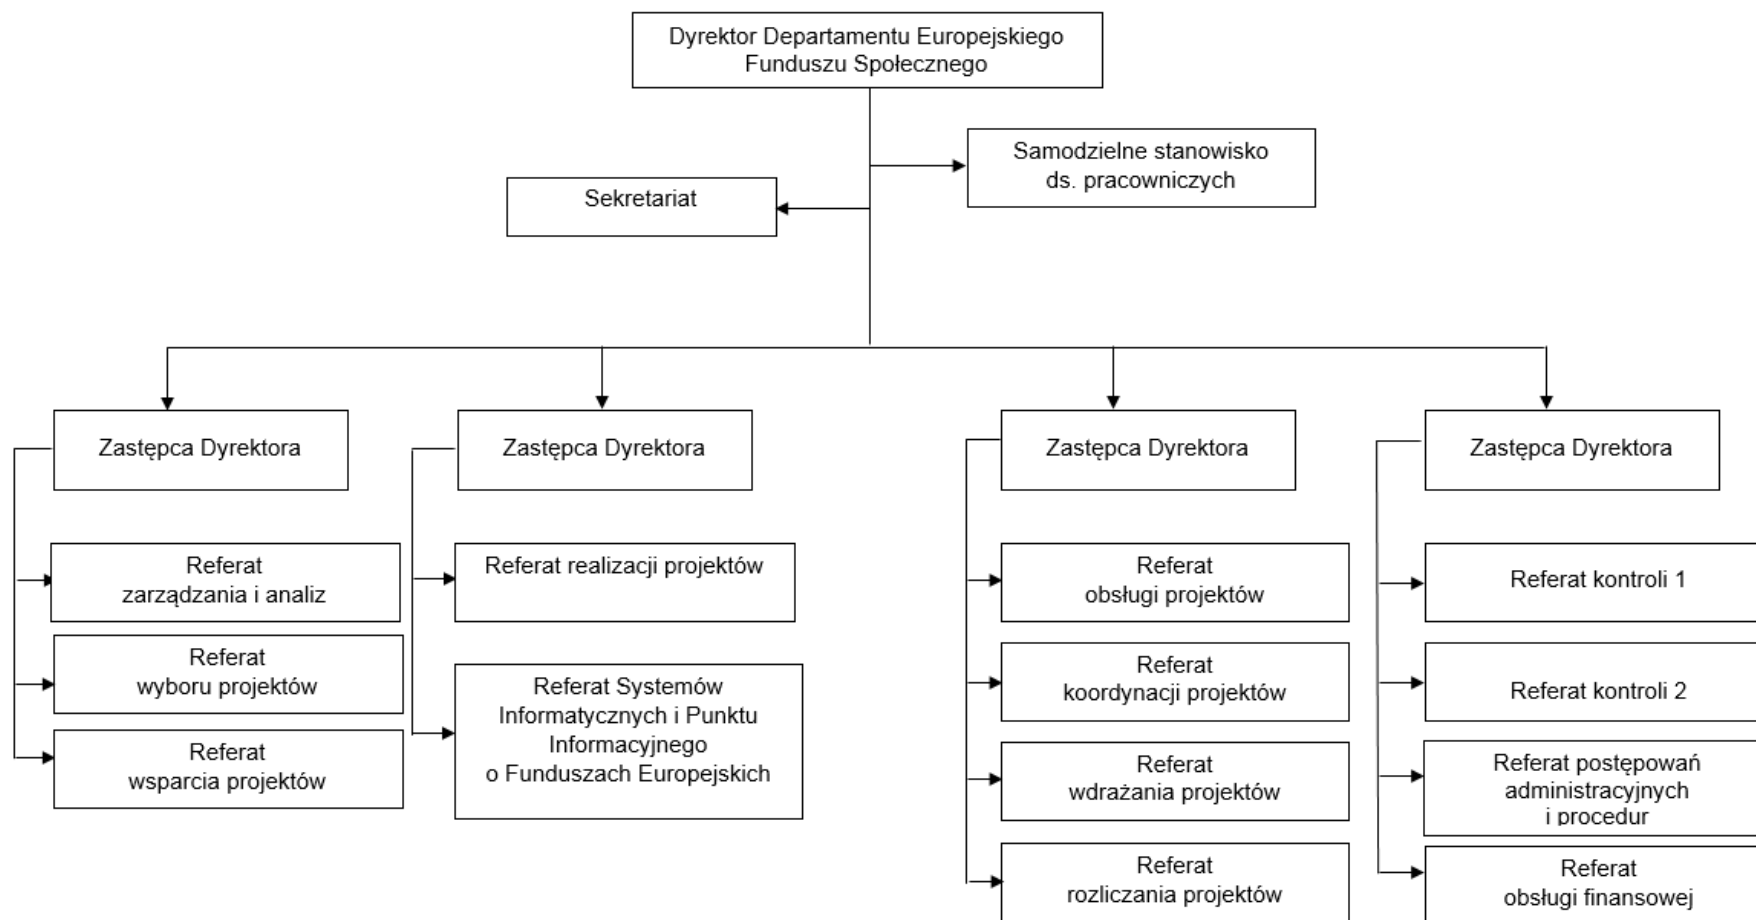 Dyrektor Departamentu Europejskiego
Funduszu Społecznego
Samodzielne stanowisko
ds. pracowniczych
Sekretariat
Zastępca Dyrektora
Zastępca Dyrektora
Zastępca Dyrektora
Zastępca Dyrektora
Referat
zarządzania i analiz
Referat
wyboru projektów
Referat
wsparcia projektów
Referat realizacji projektów
Referat Systemów
Informatycznych i Punktu
Informacyjnego
o Funduszach Europejskich
Referat
obsługi projektów
Referat
koordynacji projektów
Referat
wdrażania projektów
Referat
rozliczania projektów
Referat kontroli 1
Referat kontroli 2
Referat postępowań
administracyjnych
i procedur
Referat
obsługi finansowej